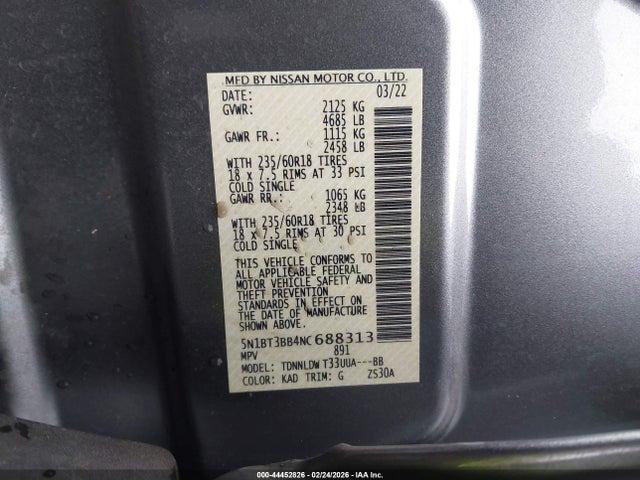 MFD BY NISSAN MOTOR CO., LTD.
DATE: 03/22
GVWR: 2125 KG
4685 LB
GAWR FR.: 1115 KG
2458 LB
WITH 235/60R18 TIRES
18 x 7.5 RIMS AT 33 PSI
COLD SINGLE
GAWR RR.: 1065 KG
2348 LB
WITH 235/60R18 TIRES
18 x 7.5 RIMS AT 30 PSI
COLD SINGLE
THIS VEHICLE CONFORMS TO
ALL APPLICABLE FEDERAL
MOTOR VEHICLE SAFETY AND
THEFT PREVENTION
STANDARDS IN EFFECT ON
THE DATE OF MANUFACTURE
SHOWN ABOVE.
5N1BT3BB4NC688313
MPV 891
MODEL: TDNNLDW T33UUA---BB
COLOR: KAD TRIM: G ZS30A
000-44452826 - 02/24/2026 - IAAI